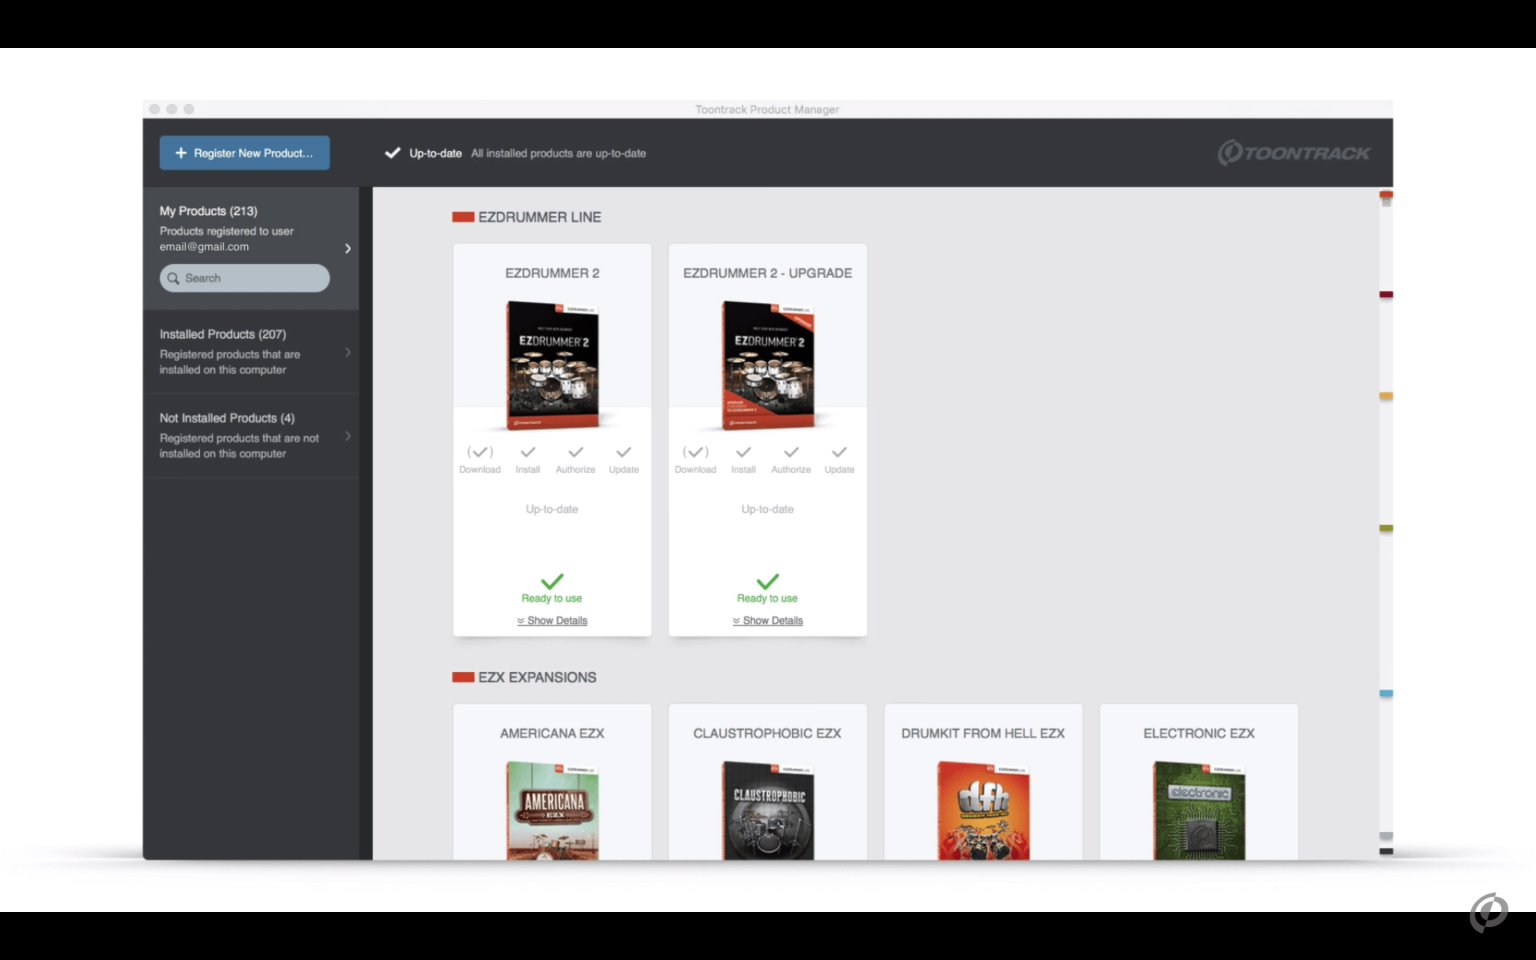 Toontrack Product Manager
+ Register New Product...
Up-to-date All installed products are up-to-date
TOONTRACK
My Products (213)
Products registered to user
email@gmail.com
Search
Installed Products (207)
Registered products that are
installed on this computer
Not Installed Products (4)
Registered products that are not
installed on this computer
EZDRUMMER LINE
EZDRUMMER 2
EZDRUMMER 2
Download Install Authorize Update
Up-to-date
Ready to use
Show Details
EZDRUMMER 2 - UPGRADE
UPGRADE
EZDRUMMER 2
Download Install Authorize Update
Up-to-date
Ready to use
Show Details
EZX EXPANSIONS
AMERICANA EZX
AMERICANA
EZX
CLAUSTROPHOBIC EZX
CLAUSTROPHOBIC
DRUMKIT FROM HELL EZX
dfh
ELECTRONIC EZX
electronic